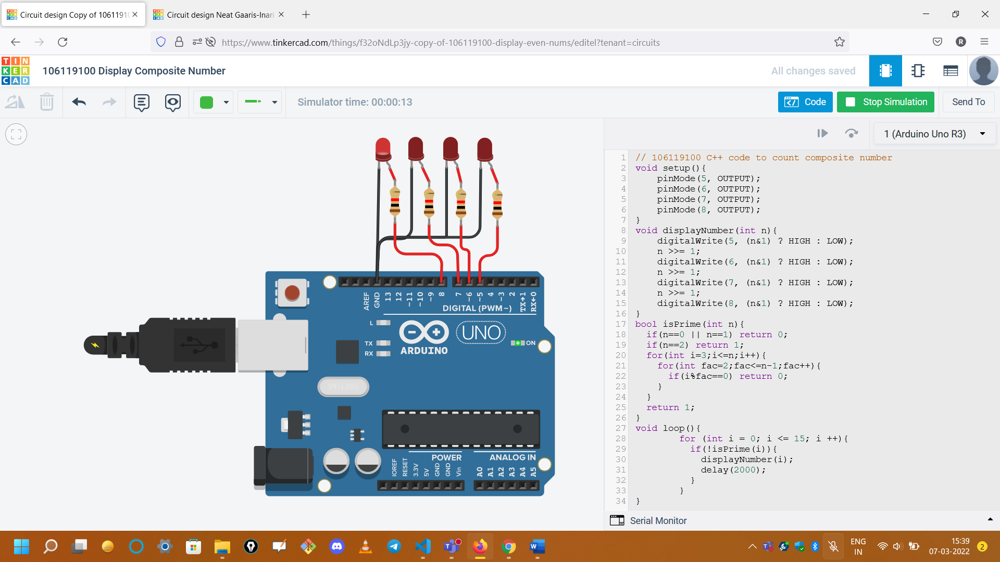 Circuit design Copy of 10611910
Circuit design Neat Gaaris-Inari
https://www.tinkercad.com/things/f32oNdLp3jy-copy-of-106119100-display-even-nums/editel?tenant=circuits
R
TIN
KER
CAD
106119100 Display Composite Number
All changes saved
Simulator time: 00:00:13
Code
Stop Simulation
Send To
1 (Arduino Uno R3)
AREF
GND
13
12
~11
~10
~9
8
7
~6
~5
4
~3
2
TX→1
RX←0
DIGITAL (PWM~)
L
TX
RX
UNO
ARDUINO
ON
SPK16.000G
POWER
ANALOG IN
IOREF
RESET
3.3V
5V
GND
GND
Vin
A0
A1
A2
A3
A4
A5
1 // 106119100 C++ code to count composite number
2 void setup(){
3 pinMode(5, OUTPUT);
4 pinMode(6, OUTPUT);
5 pinMode(7, OUTPUT);
6 pinMode(8, OUTPUT);
7 }
8 void displayNumber(int n){
9 digitalWrite(5, (n&1) ? HIGH : LOW);
10 n >>= 1;
11 digitalWrite(6, (n&1) ? HIGH : LOW);
12 n >>= 1;
13 digitalWrite(7, (n&1) ? HIGH : LOW);
14 n >>= 1;
15 digitalWrite(8, (n&1) ? HIGH : LOW);
16 }
17 bool isPrime(int n){
18 if(n==0 || n==1) return 0;
19 if(n==2) return 1;
20 for(int i=3;i<=n;i++){
21 for(int fac=2;fac<=n-1;fac++){
22 if(i%fac==0) return 0;
23 }
24 }
25 return 1;
26 }
27 void loop(){
28 for (int i = 0; i <= 15; i ++){
29 if(!isPrime(i)){
30 displayNumber(i);
31 delay(2000);
32 }
33 }
34 }
Serial Monitor
ENG
IN
15:39
07-03-2022
2